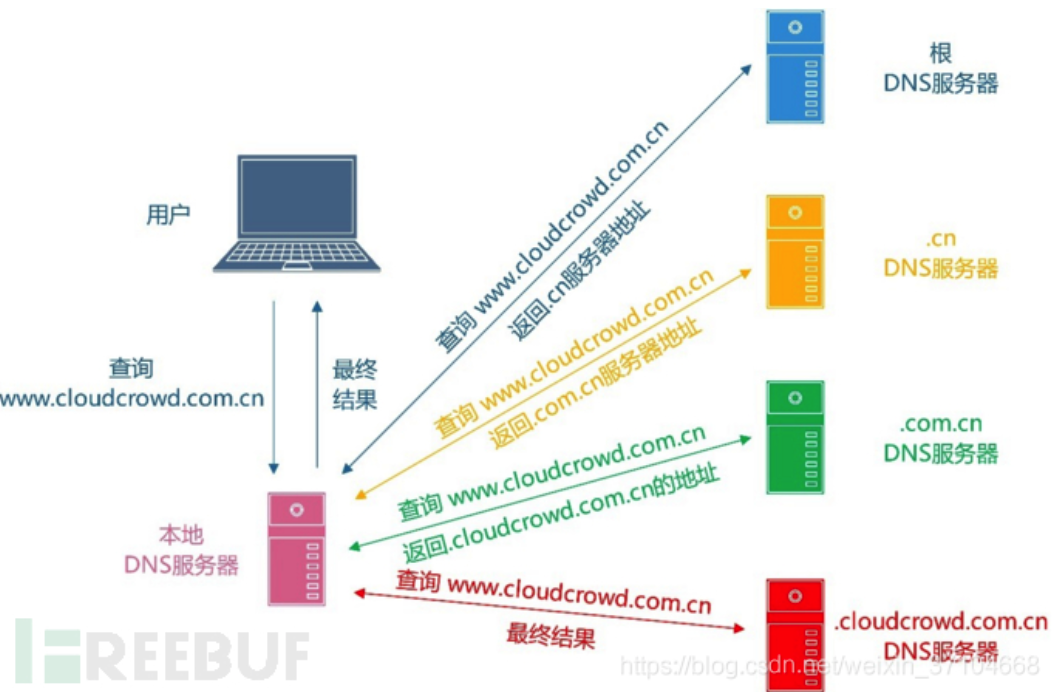 根
DNS服务器
用户
.cn
DNS服务器
查询 www.cloudcrowd.com.cn
返回.cn服务器地址
查询
www.cloudcrowd.com.cn
最终
结果
查询 www.cloudcrowd.com.cn
返回.com.cn服务器地址
.com.cn
DNS服务器
查询 www.cloudcrowd.com.cn
返回.cloudcrowd.com.cn的地址
本地
DNS服务器
查询 www.cloudcrowd.com.cn
最终结果
.cloudcrowd.com.cn
DNS服务器
FREEBUF
https://blog.csdn.net/weixin_37104668